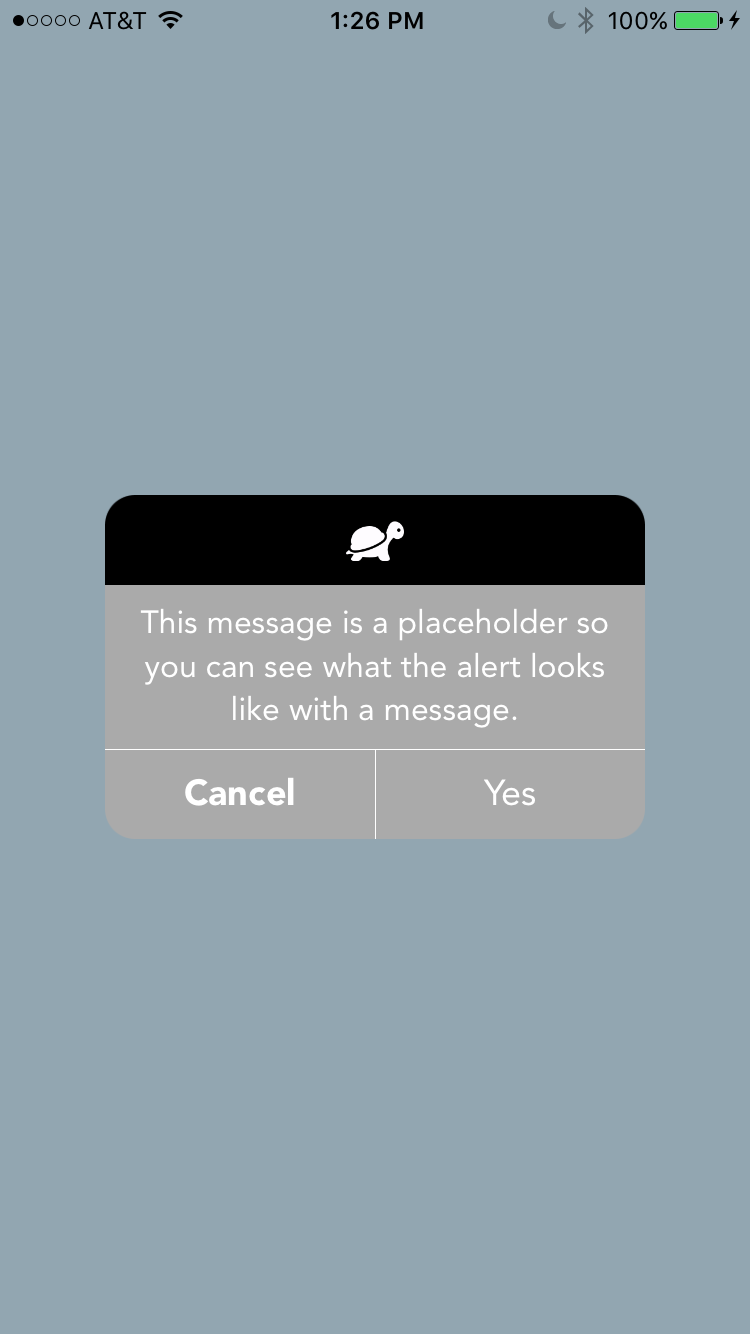 AT&T 1:26 PM 100%
This message is a placeholder so
you can see what the alert looks
like with a message.
Cancel Yes